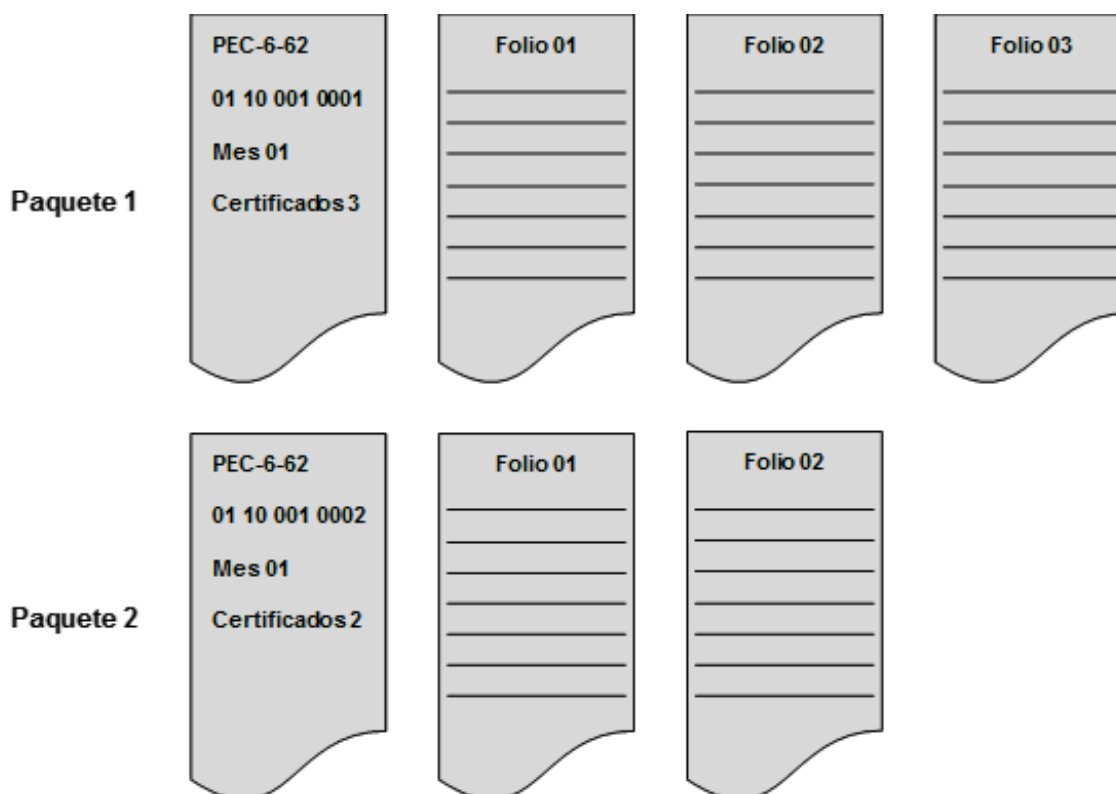 PEC-6-62
01 10 001 0001
Mes 01
Certificados 3
Folio 01
Folio 02
Folio 03
Paquete 1
PEC-6-62
01 10 001 0002
Mes 01
Certificados 2
Folio 01
Folio 02
Paquete 2